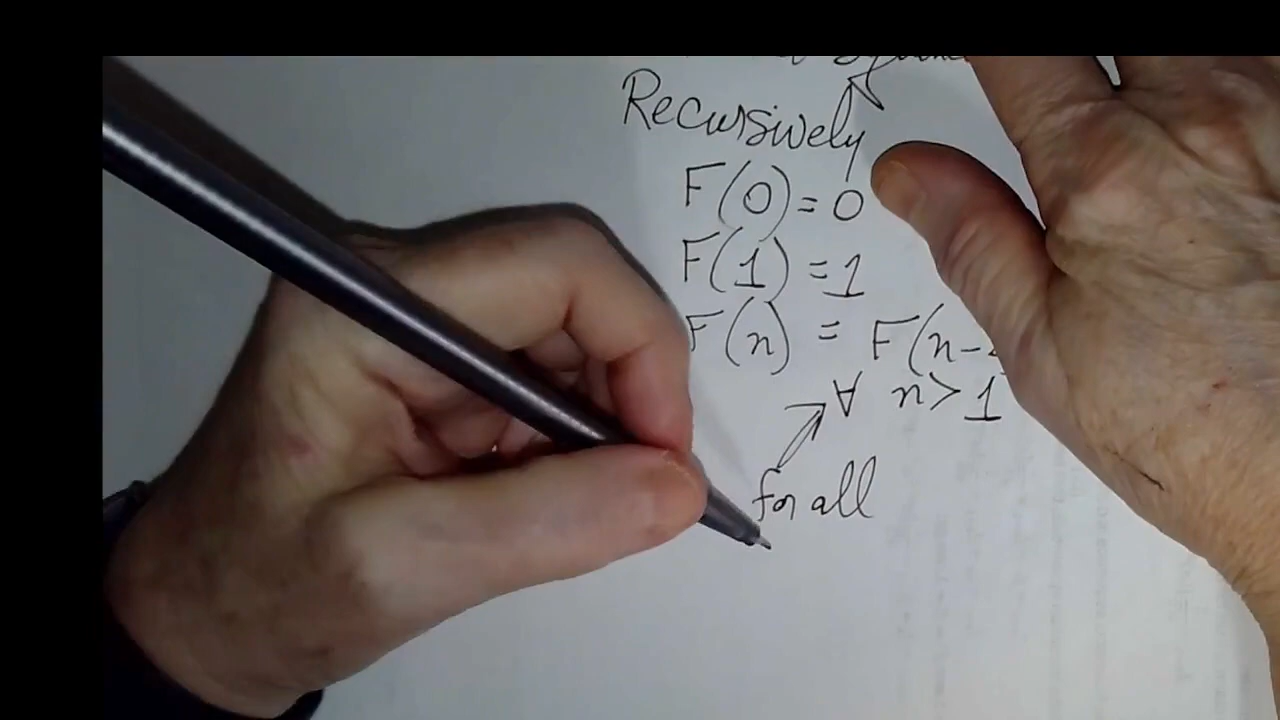 Recursively
F(0) = 0
F(1) = 1
F(n) = F(n-
∀ n > 1
for all